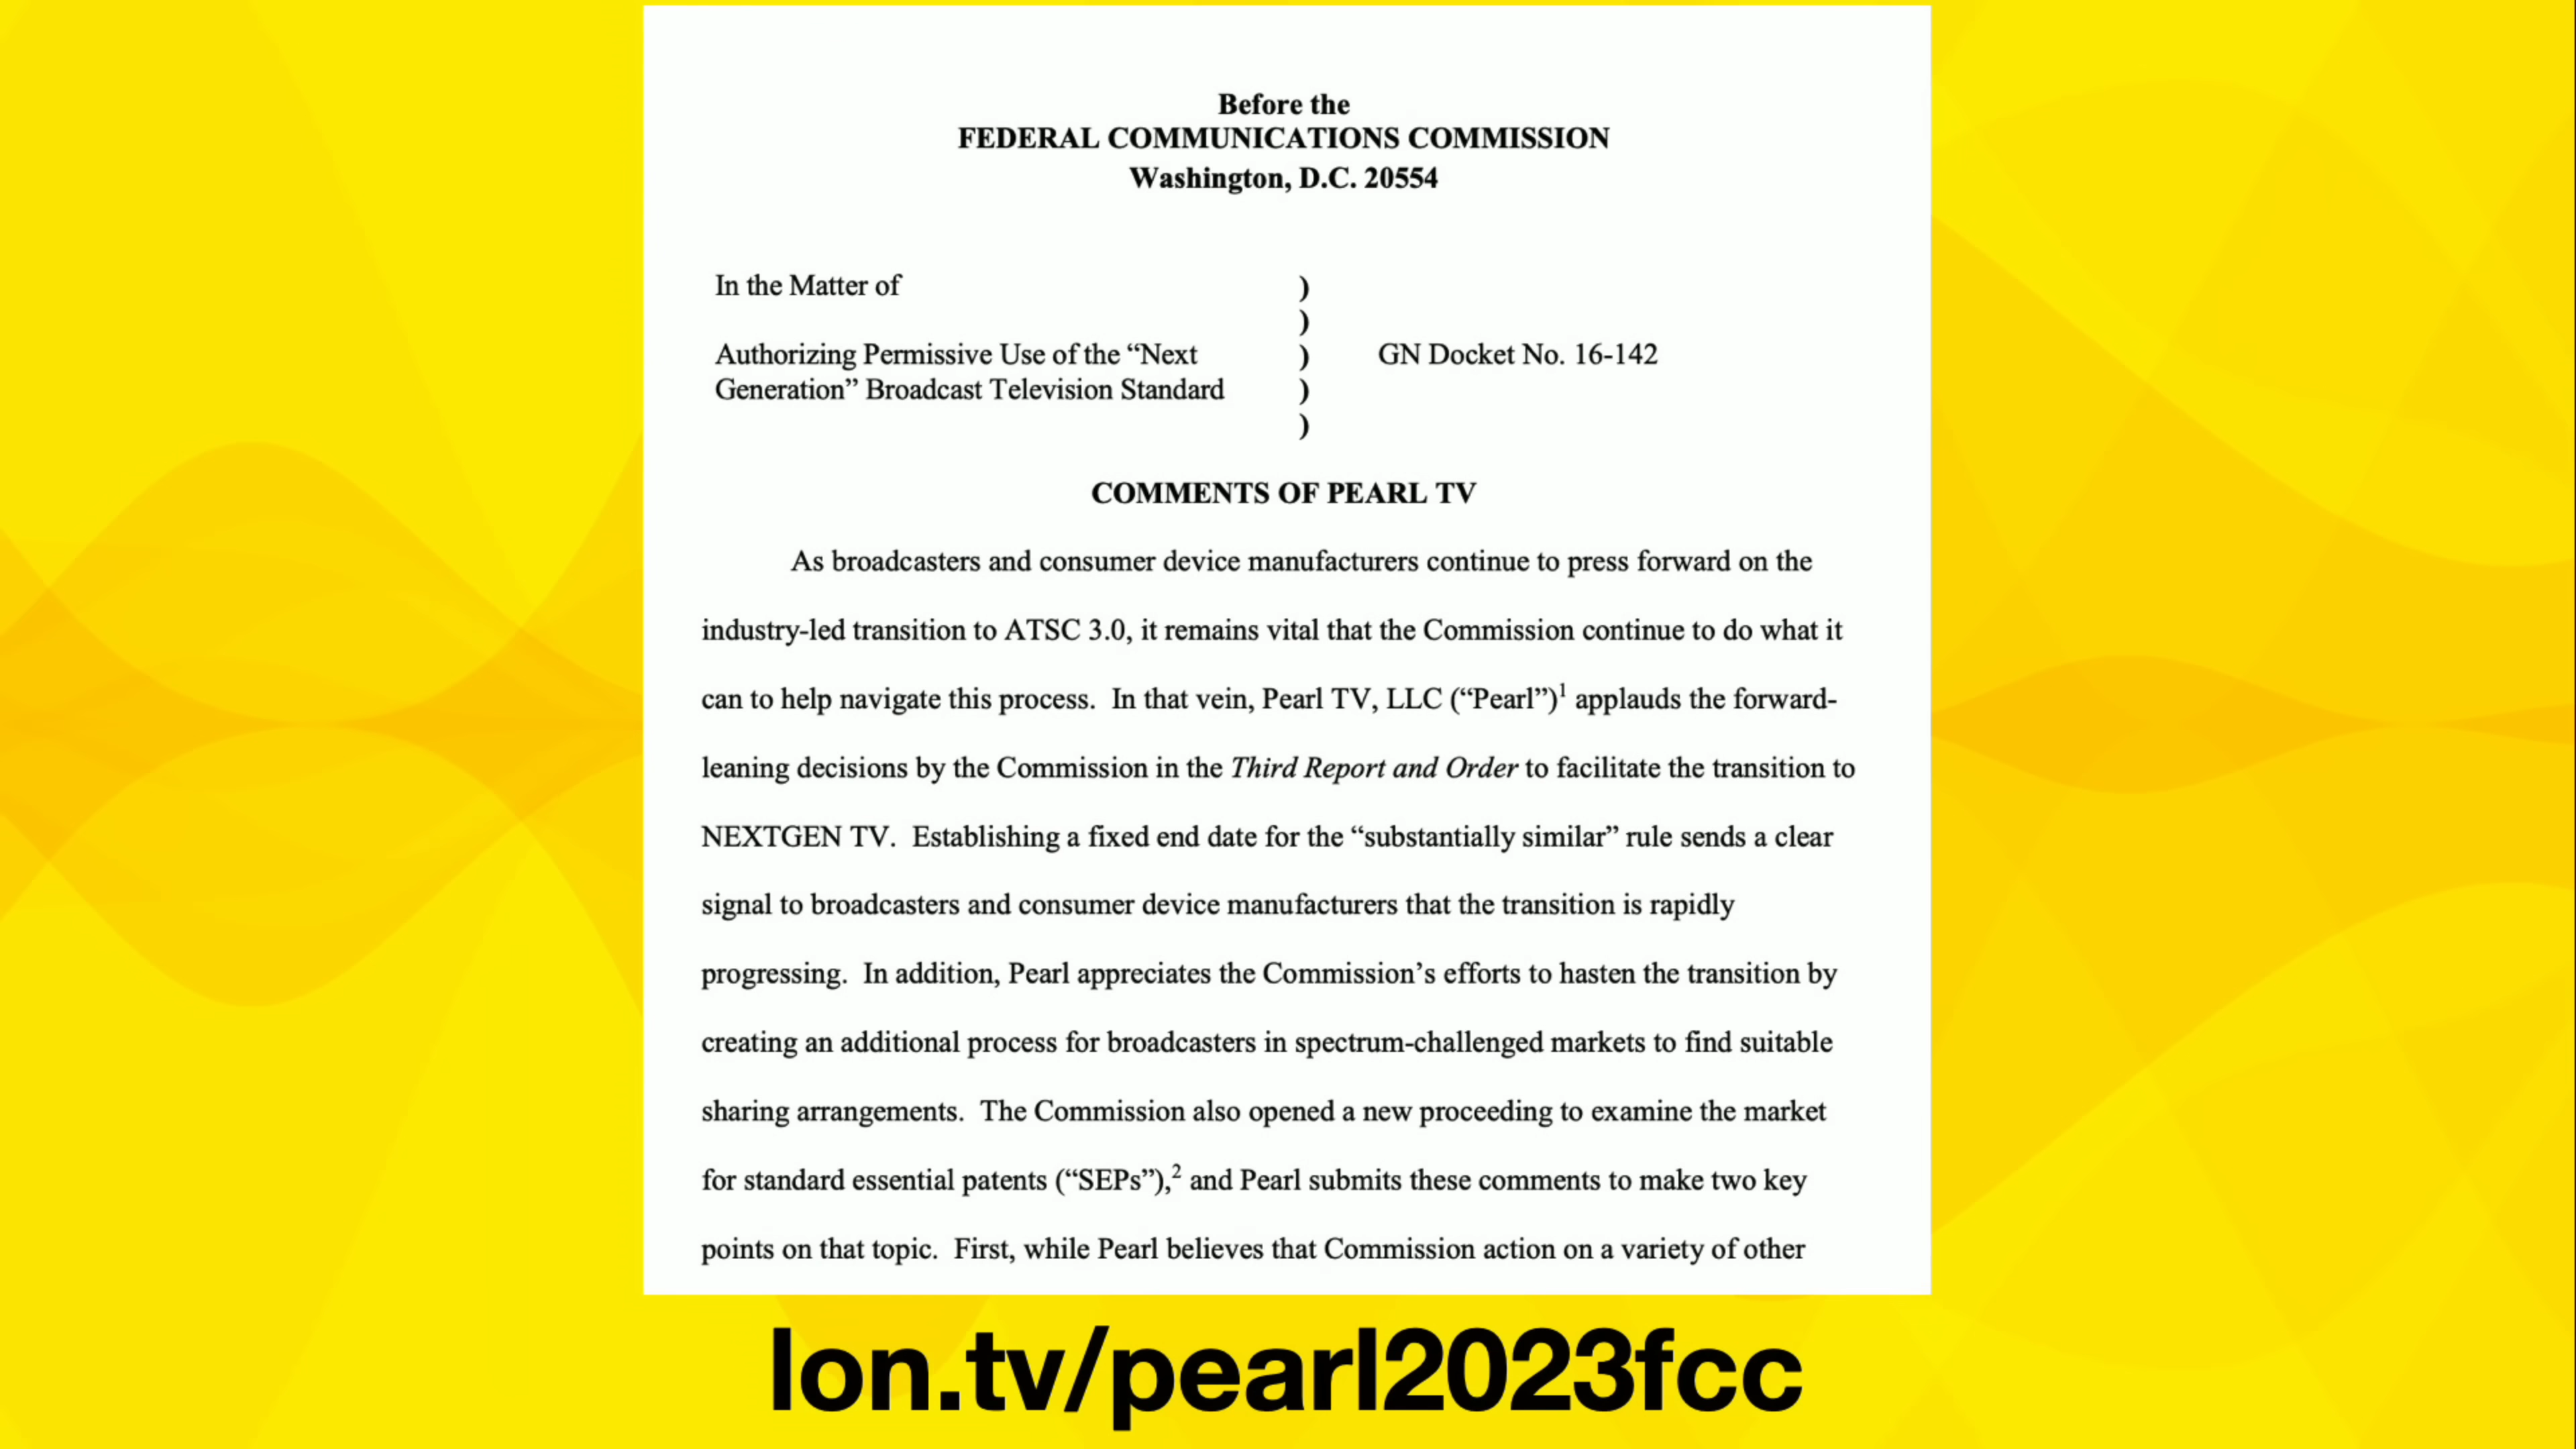 Before the
FEDERAL COMMUNICATIONS COMMISSION
Washington, D.C. 20554
In the Matter of )
)
Authorizing Permissive Use of the “Next ) GN Docket No. 16-142
Generation” Broadcast Television Standard )
)
COMMENTS OF PEARL TV
As broadcasters and consumer device manufacturers continue to press forward on the
industry-led transition to ATSC 3.0, it remains vital that the Commission continue to do what it
can to help navigate this process. In that vein, Pearl TV, LLC (“Pearl”)¹ applauds the forward-
leaning decisions by the Commission in the Third Report and Order to facilitate the transition to
NEXTGEN TV. Establishing a fixed end date for the “substantially similar” rule sends a clear
signal to broadcasters and consumer device manufacturers that the transition is rapidly
progressing. In addition, Pearl appreciates the Commission’s efforts to hasten the transition by
creating an additional process for broadcasters in spectrum-challenged markets to find suitable
sharing arrangements. The Commission also opened a new proceeding to examine the market
for standard essential patents (“SEPs”),² and Pearl submits these comments to make two key
points on that topic. First, while Pearl believes that Commission action on a variety of other
lon.tv/pearl2023fcc